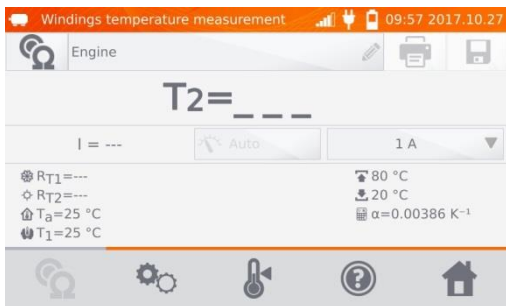 Windings temperature measurement 09:57 2017.10.27
Engine
T2=_ _ _
I = --- Auto 1 A
RT1=--- 80 °C
RT2=--- 20 °C
Ta=25 °C α=0.00386 K⁻¹
T1=25 °C